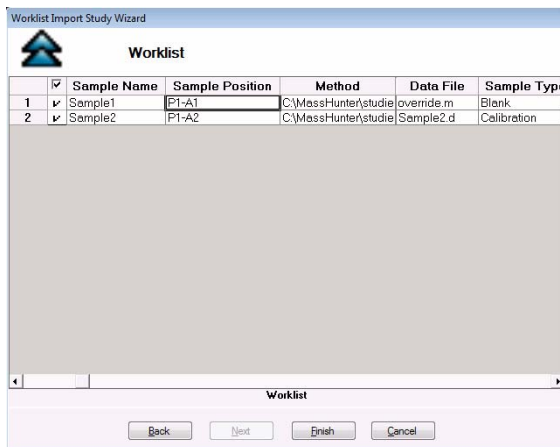 Worklist Import Study Wizard
Worklist
Sample Name Sample Position Method Data File Sample Type
1 Sample1 P1-A1 C:\MassHunter\studie override.m Blank
2 Sample2 P1-A2 C:\MassHunter\studie Sample2.d Calibration
Worklist
Back Next Finish Cancel